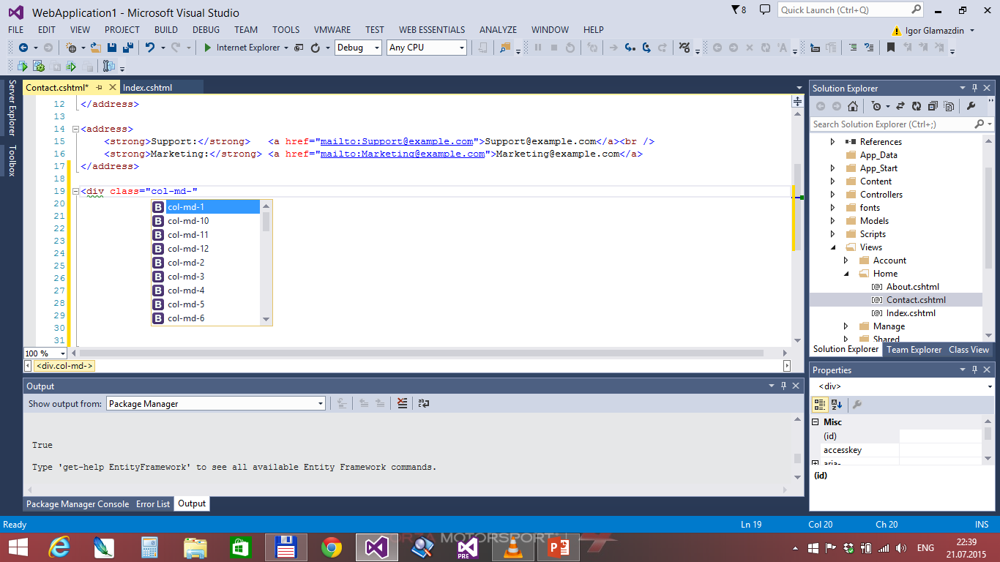 WebApplication1 - Microsoft Visual Studio
8
Quick Launch (Ctrl+Q)
FILE EDIT VIEW PROJECT BUILD DEBUG TEAM TOOLS VMWARE TEST WEB ESSENTIALS ANALYZE WINDOW HELP
Igor Glamazdin
Internet Explorer Debug Any CPU
Server Explorer
Toolbox
Contact.cshtml* Index.cshtml
12 </address>
13
14 <address>
15 <strong>Support:</strong> <a href="mailto:Support@example.com">Support@example.com</a><br />
16 <strong>Marketing:</strong> <a href="mailto:Marketing@example.com">Marketing@example.com</a>
17 </address>
18
19 <div class="col-md-"
20
21
22
23
24
25
26
27
28
29
30
31
B col-md-1
B col-md-10
B col-md-11
B col-md-12
B col-md-2
B col-md-3
B col-md-4
B col-md-5
B col-md-6
100 %
<div.col-md->
Output
Show output from: Package Manager
True
Type 'get-help EntityFramework' to see all available Entity Framework commands.
Package Manager Console Error List Output
Solution Explorer
Search Solution Explorer (Ctrl+;)
References
App_Data
App_Start
Content
Controllers
fonts
Models
Scripts
Views
Account
Home
About.cshtml
Contact.cshtml
Index.cshtml
Manage
Shared
Solution Explorer Team Explorer Class View
Properties
<div>
Misc
(id)
accesskey
aria-
(id)
Ready Ln 19 Col 20 Ch 20 INS
PRE
MOTORSPORT
ENG
22:39
21.07.2015